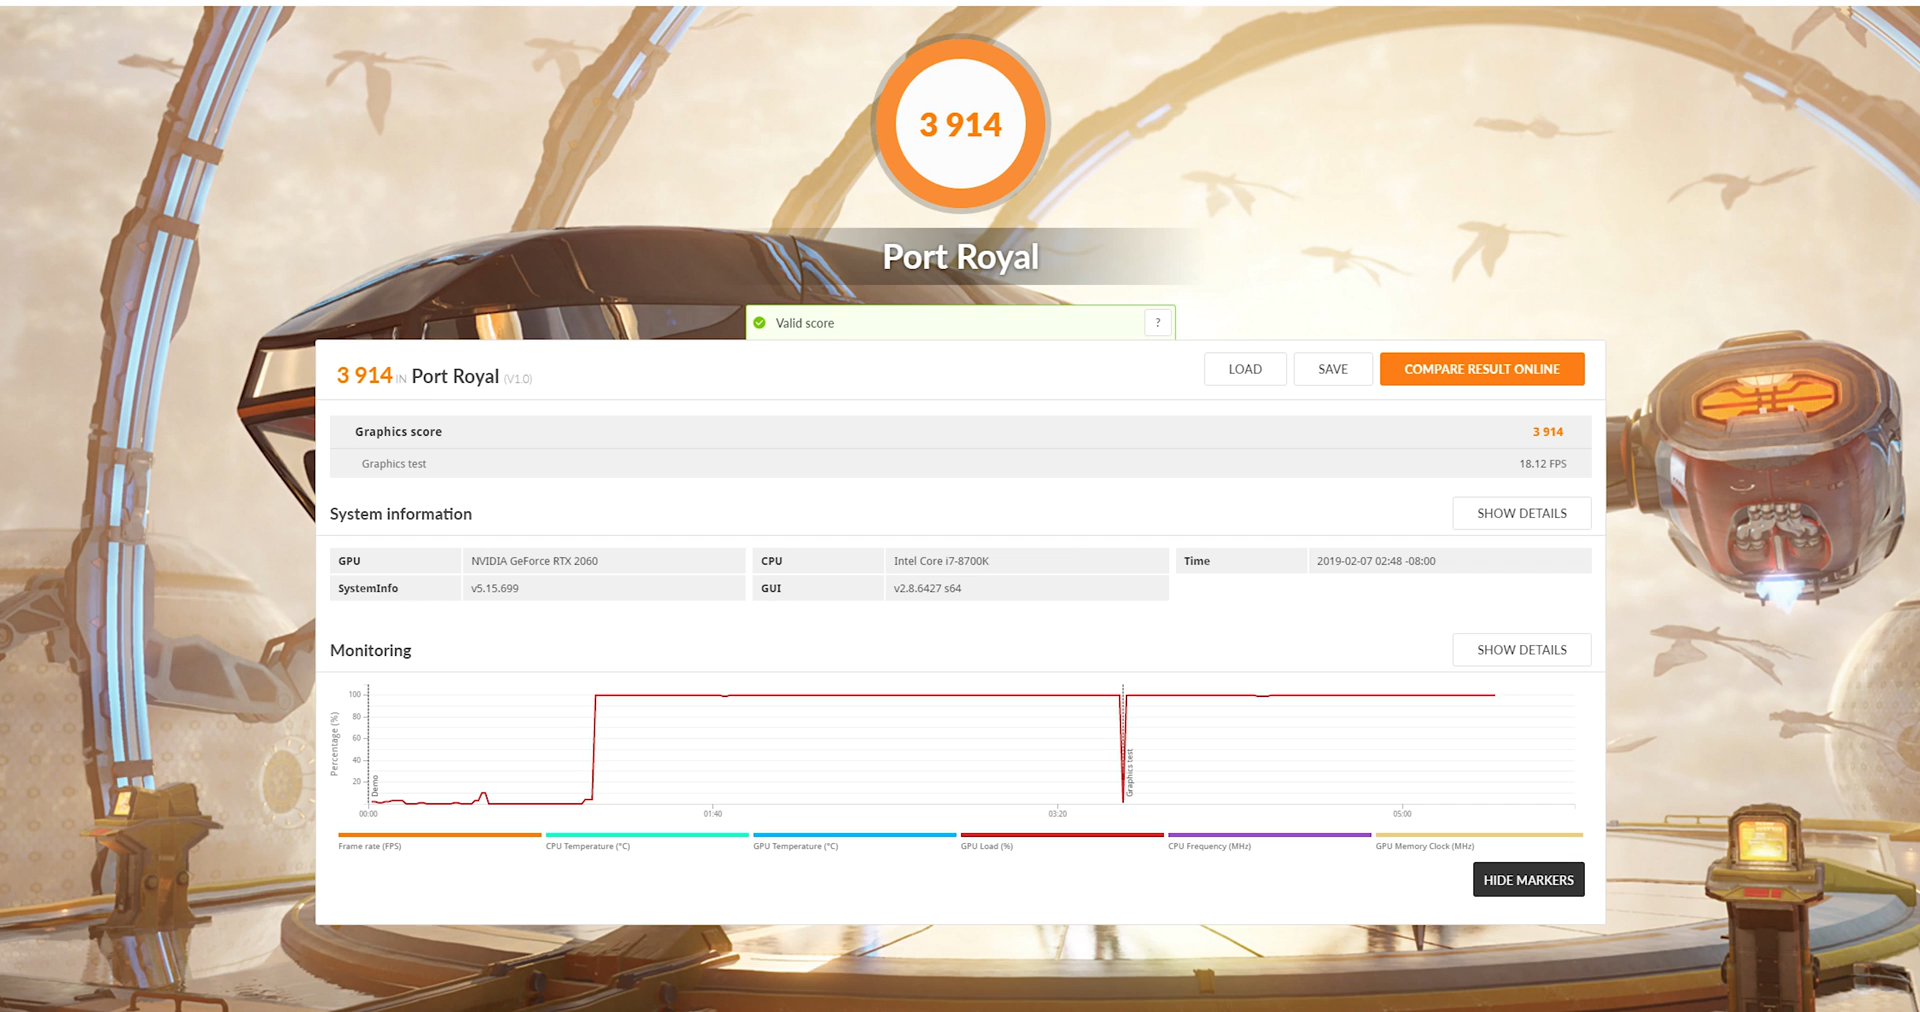 3 914
Port Royal
Valid score
?
3 914 IN Port Royal (V1.0)
LOAD
SAVE
COMPARE RESULT ONLINE
Graphics score
3 914
Graphics test
18.12 FPS
System information
SHOW DETAILS
GPU
NVIDIA GeForce RTX 2060
CPU
Intel Core i7-8700K
Time
2019-02-07 02:48 -08:00
SystemInfo
v5.15.699
GUI
v2.8.6427 s64
Monitoring
SHOW DETAILS
Percentage (%)
100
80
60
40
20
Demo
Graphics test
00:00
01:40
03:20
05:00
Frame rate (FPS)
CPU Temperature (°C)
GPU Temperature (°C)
GPU Load (%)
CPU Frequency (MHz)
GPU Memory Clock (MHz)
HIDE MARKERS